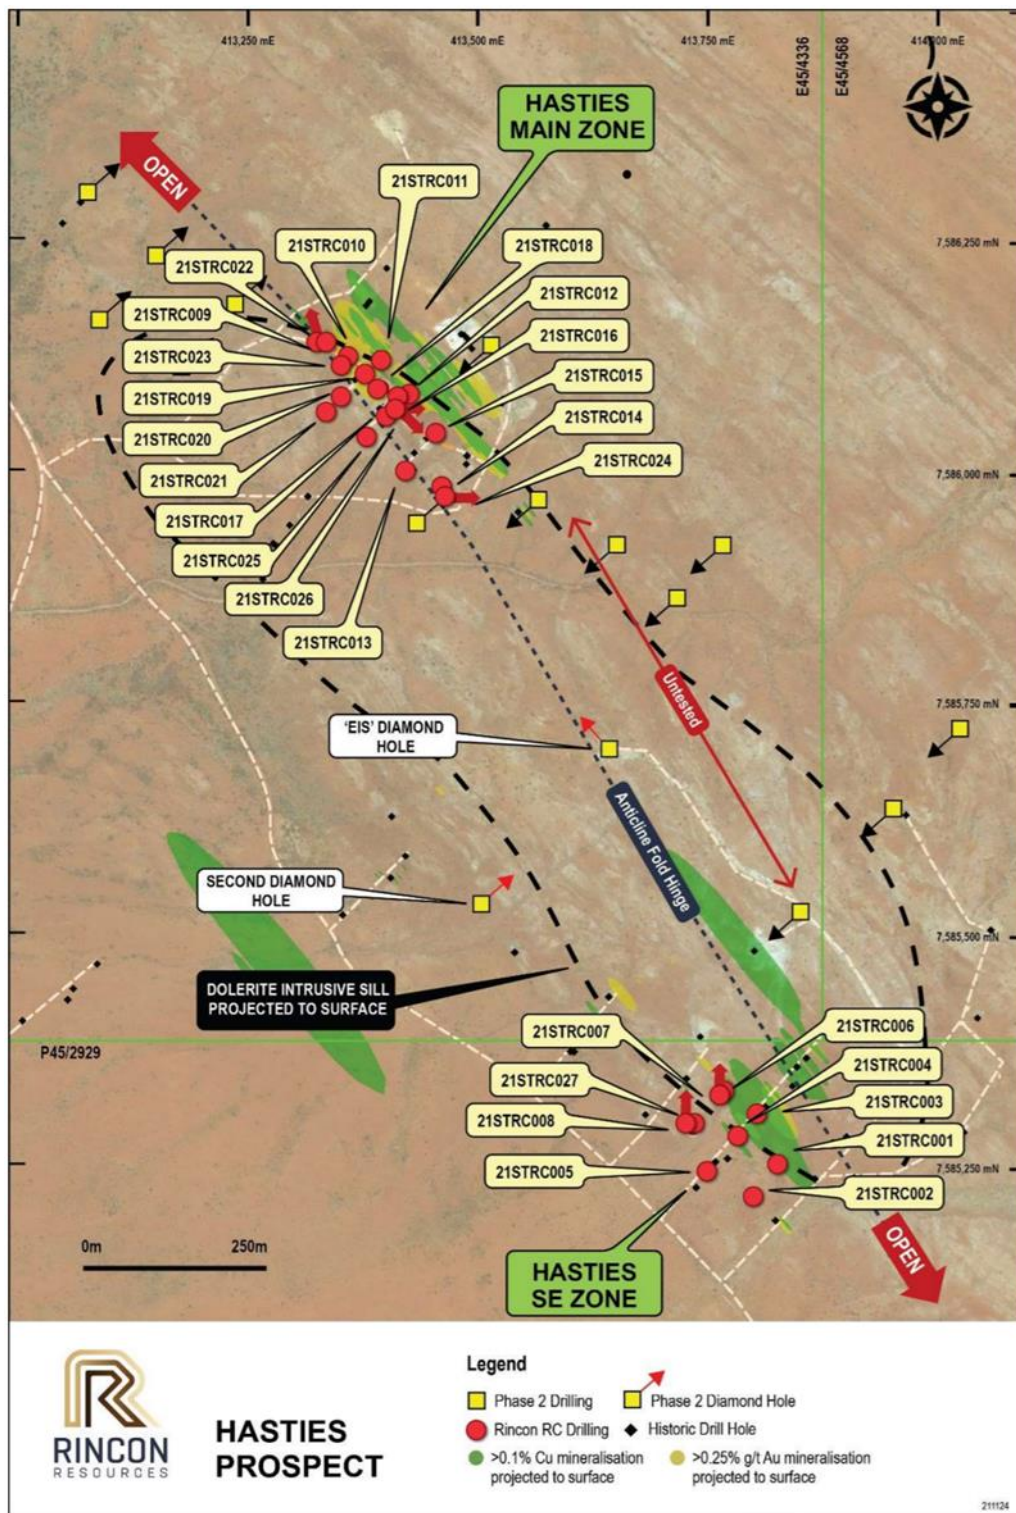 413,250 mE
413,500 mE
413,750 mE
414,000 mE
E45/4336
E45/4568
HASTIES
MAIN ZONE
OPEN
21STRC011
21STRC010
21STRC018
21STRC022
21STRC012
21STRC009
21STRC016
21STRC023
21STRC015
21STRC019
21STRC014
21STRC020
21STRC024
21STRC021
21STRC017
21STRC025
21STRC026
21STRC013
7,586,250 mN
7,586,000 mN
Untested
7,585,750 mN
'EIS' DIAMOND
HOLE
Anticline Fold Hinge
SECOND DIAMOND
HOLE
7,585,500 mN
DOLERITE INTRUSIVE SILL
PROJECTED TO SURFACE
P45/2929
21STRC007
21STRC006
21STRC027
21STRC004
21STRC008
21STRC003
21STRC001
21STRC005
21STRC002
7,585,250 mN
0m
250m
HASTIES
SE ZONE
OPEN
RINCON
RESOURCES
HASTIES
PROSPECT
Legend
Phase 2 Drilling
Phase 2 Diamond Hole
Rincon RC Drilling
Historic Drill Hole
>0.1% Cu mineralisation
projected to surface
>0.25% g/t Au mineralisation
projected to surface
211124